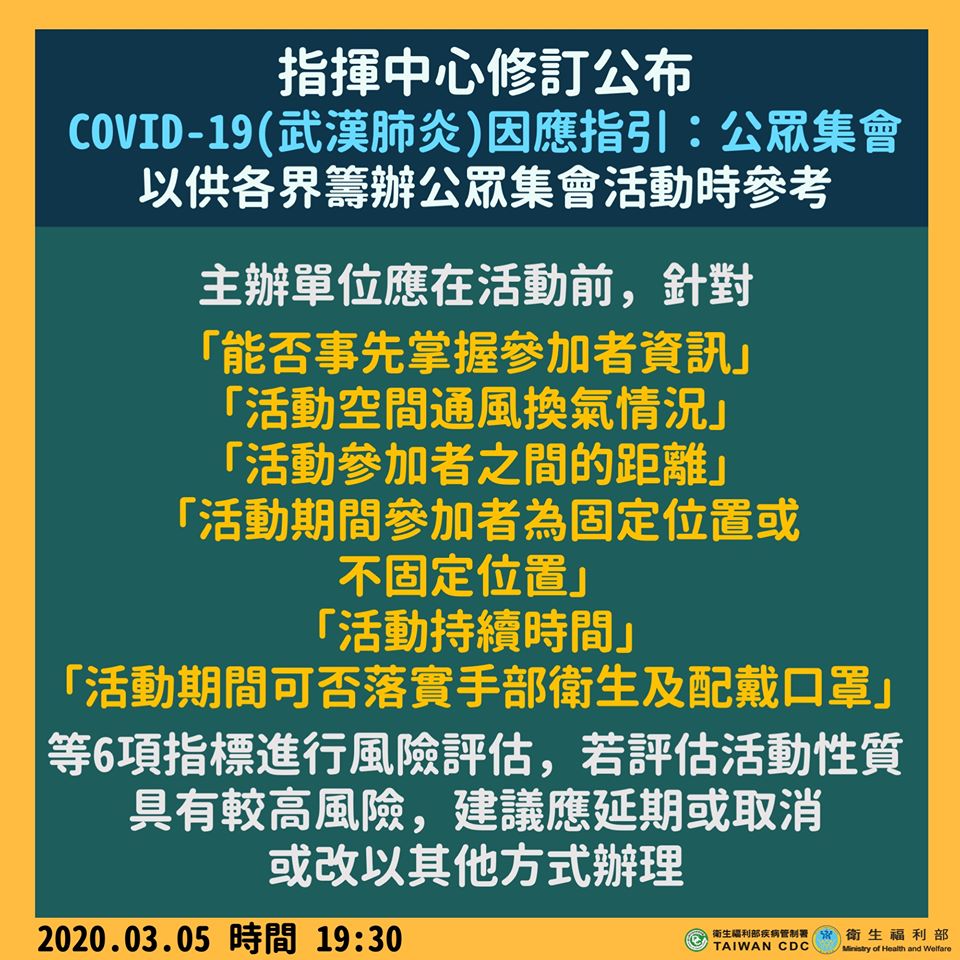 指揮中心修訂公布
COVID-19(武漢肺炎)因應指引：公眾集會
以供各界籌辦公眾集會活動時參考
主辦單位應在活動前，針對
「能否事先掌握參加者資訊」
「活動空間通風換氣情況」
「活動參加者之間的距離」
「活動期間參加者為固定位置或
不固定位置」
「活動持續時間」
「活動期間可否落實手部衛生及配戴口罩」
等6項指標進行風險評估，若評估活動性質
具有較高風險，建議應延期或取消
或改以其他方式辦理
2020.03.05 時間 19:30
衛生福利部疾病管制署
TAIWAN CDC
衛生福利部
Ministry of Health and Welfare